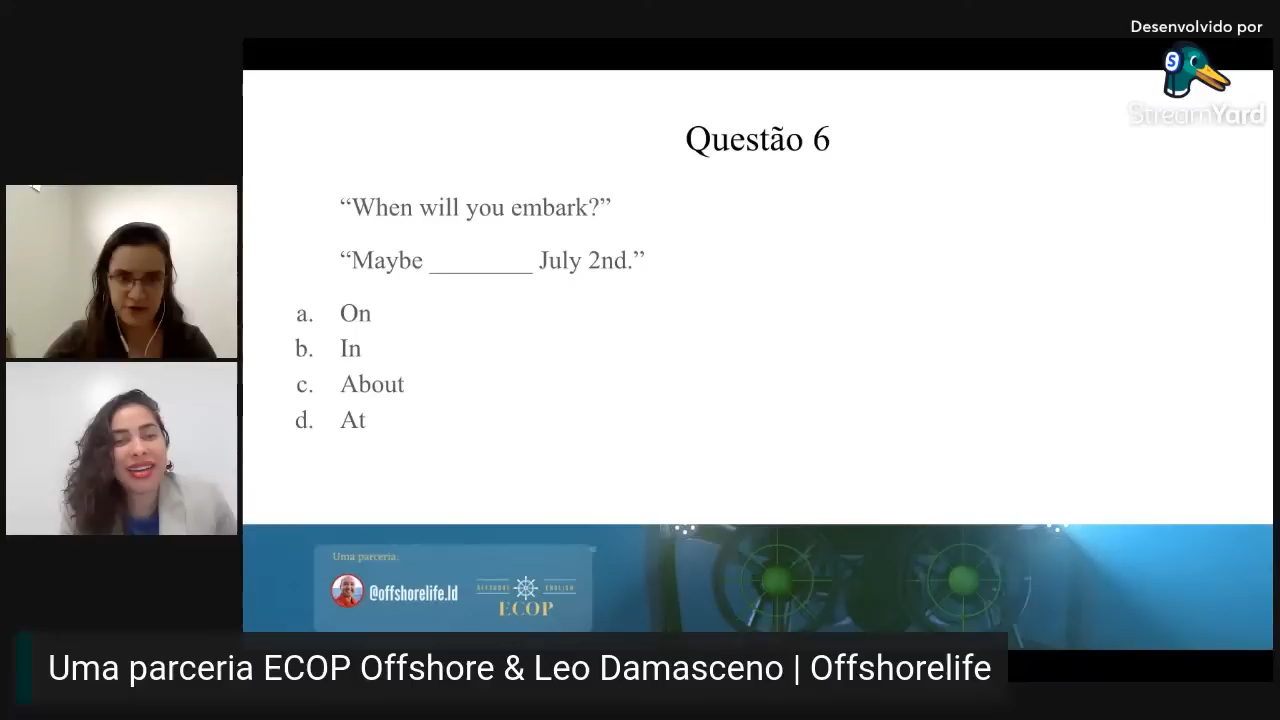 Desenvolvido por
StreamYard
Questão 6
“When will you embark?”
“Maybe ________ July 2nd.”
a. On
b. In
c. About
d. At
Uma parceria:
@offshorelife.ld
OFFSHORE ENGLISH
ECOP
Uma parceria ECOP Offshore & Leo Damasceno | Offshorelife